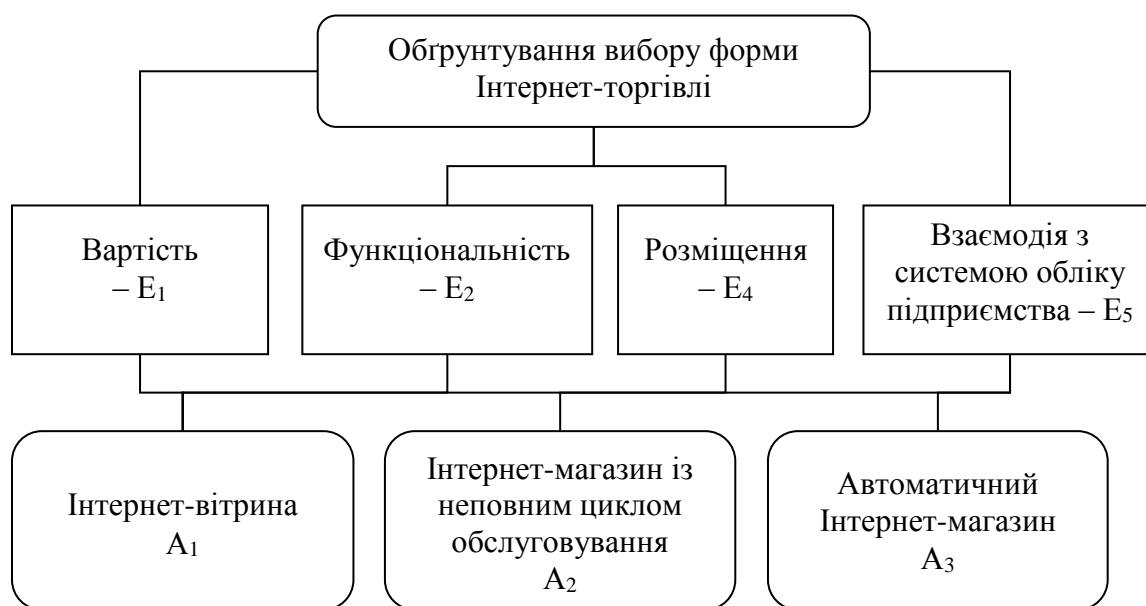 Обґрунтування вибору форми
Інтернет-торгівлі
Вартість
– E₁
Функціональність
– E₂
Розміщення
– E₄
Взаємодія з
системою обліку
підприємства – E₅
Інтернет-вітрина
A₁
Інтернет-магазин із
неповним циклом
обслуговування
A₂
Автоматичний
Інтернет-магазин
A₃